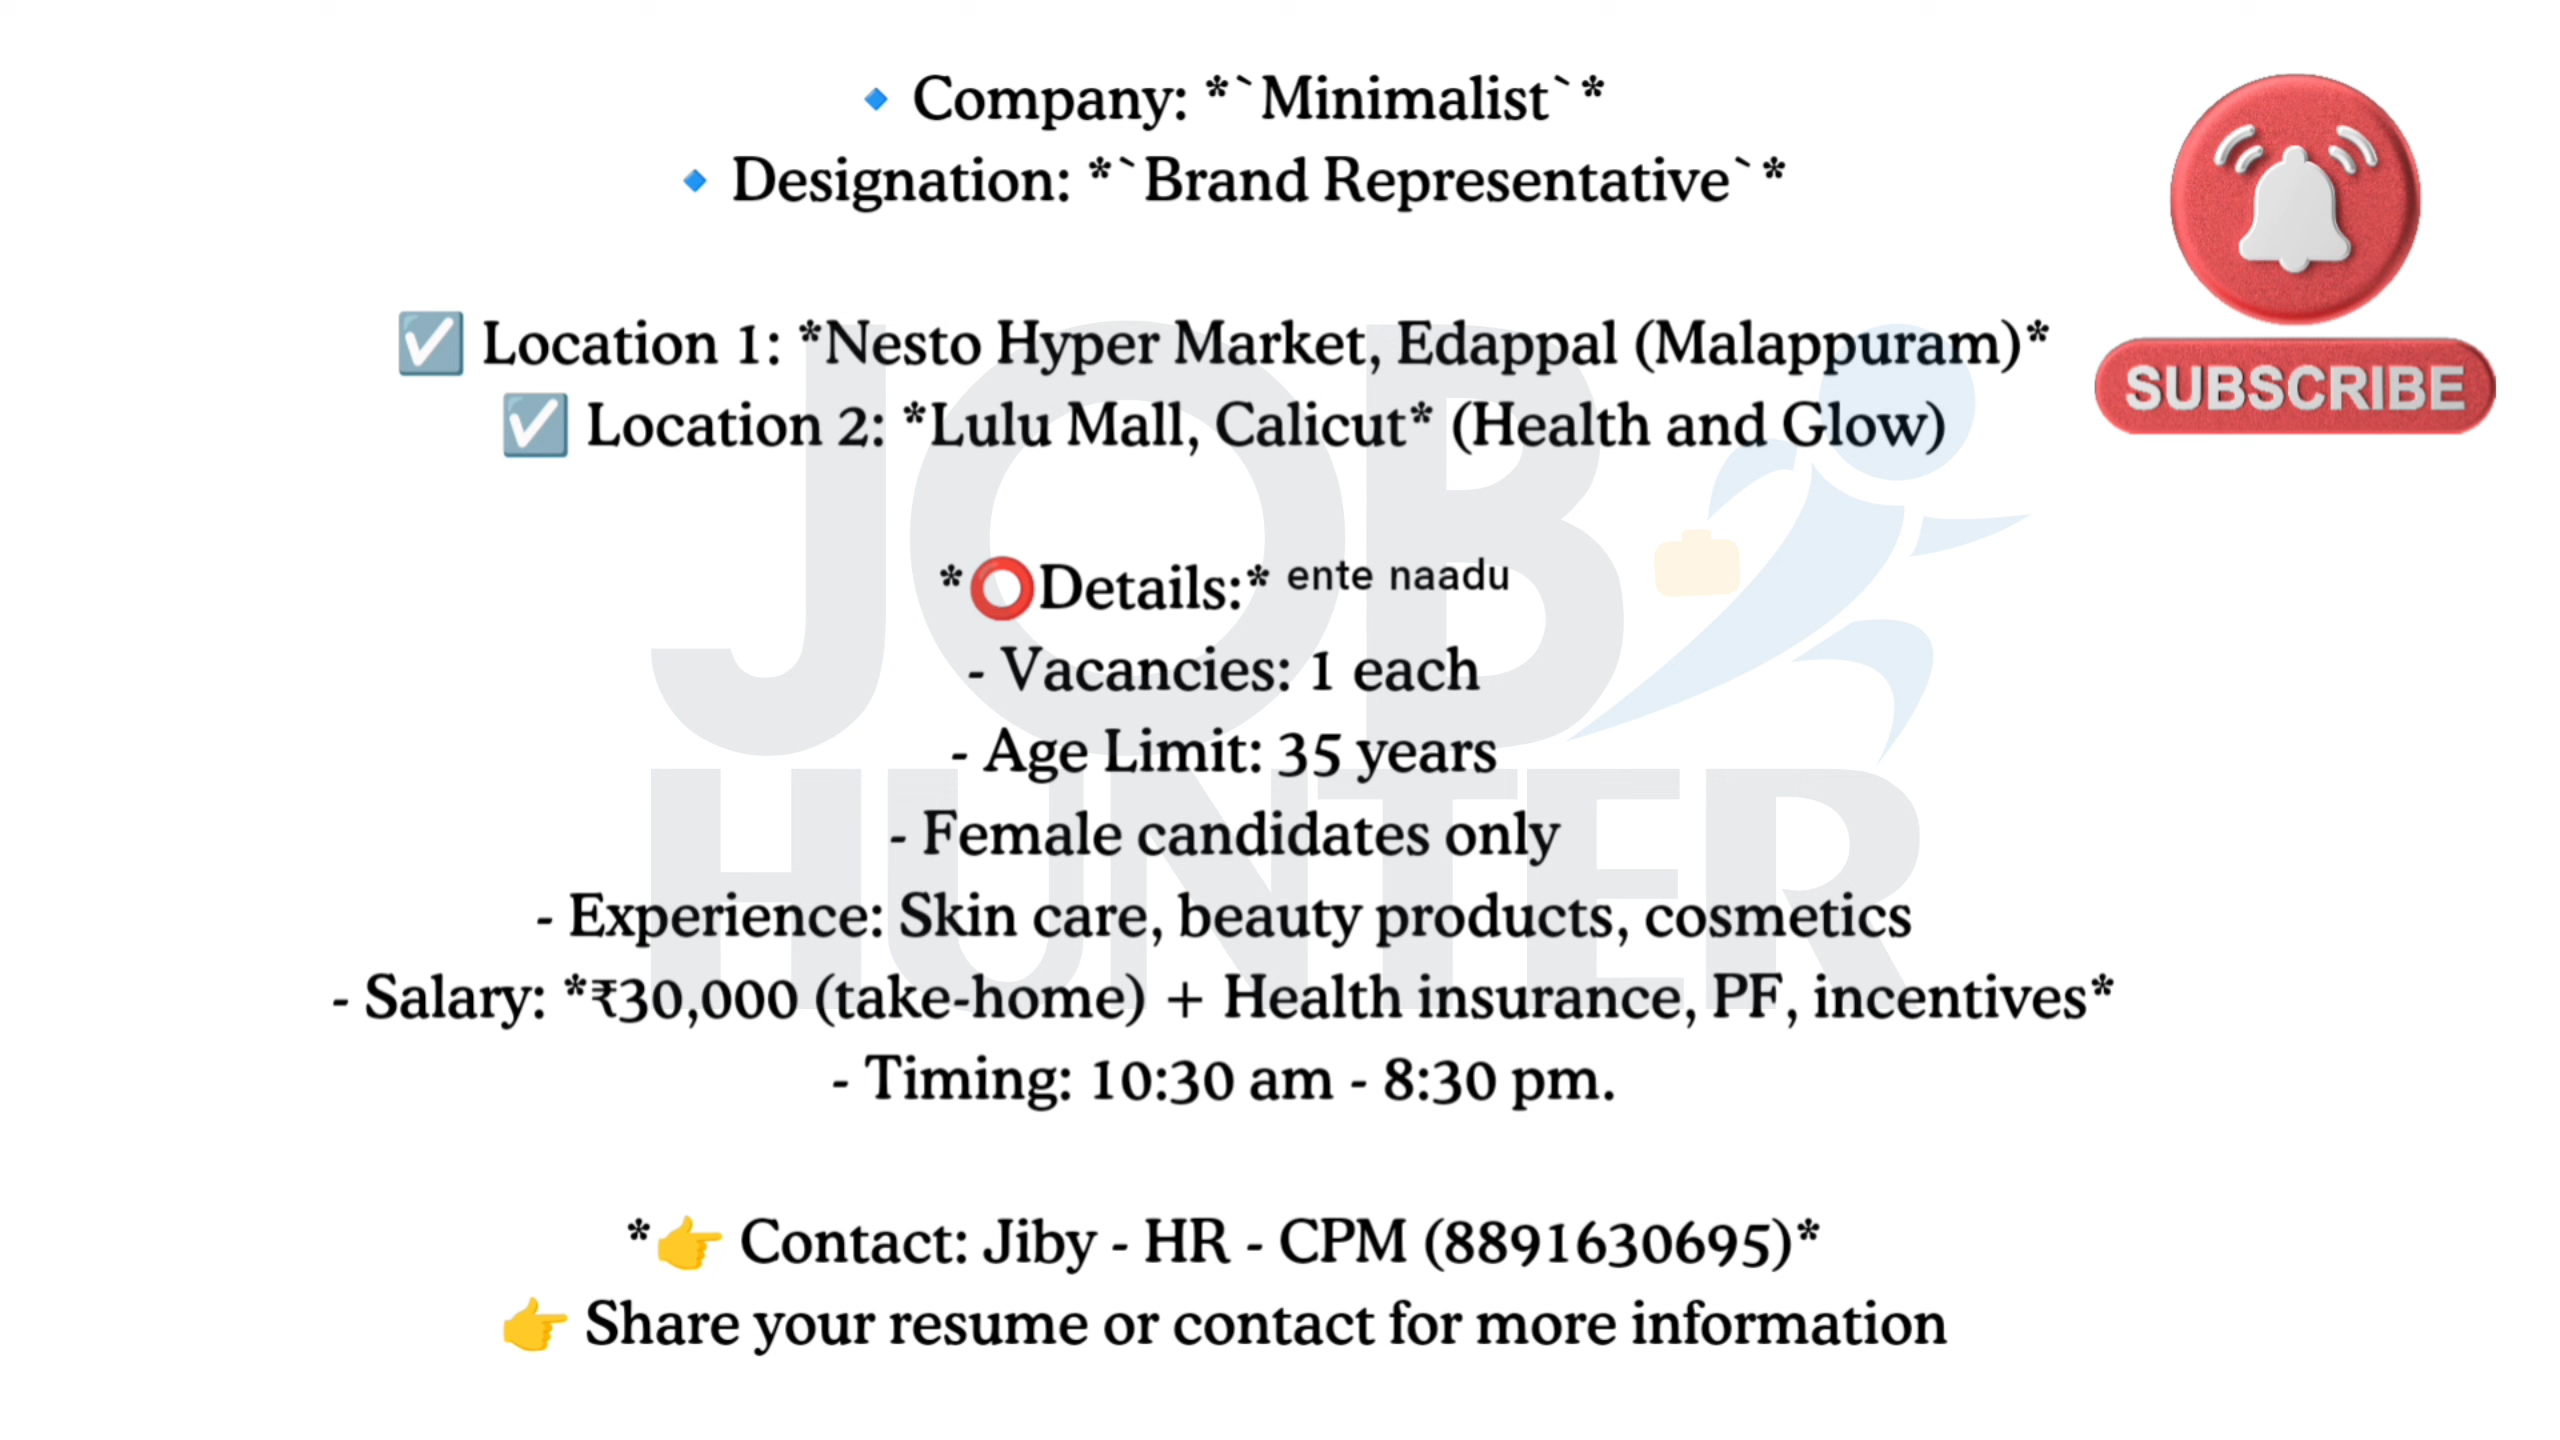 🔹 Company: *`Minimalist`*
🔹 Designation: *`Brand Representative`*
☑️ Location 1: *Nesto Hyper Market, Edappal (Malappuram)*
☑️ Location 2: *Lulu Mall, Calicut* (Health and Glow)
SUBSCRIBE
*⭕Details:* ᵉⁿᵗᵉ ⁿᵃᵃᵈᵘ
- Vacancies: 1 each
- Age Limit: 35 years
- Female candidates only
- Experience: Skin care, beauty products, cosmetics
- Salary: *₹30,000 (take-home) + Health insurance, PF, incentives*
- Timing: 10:30 am - 8:30 pm.
*👉 Contact: Jiby - HR - CPM (8891630695)*
👉 Share your resume or contact for more information
JOB
HUNTER